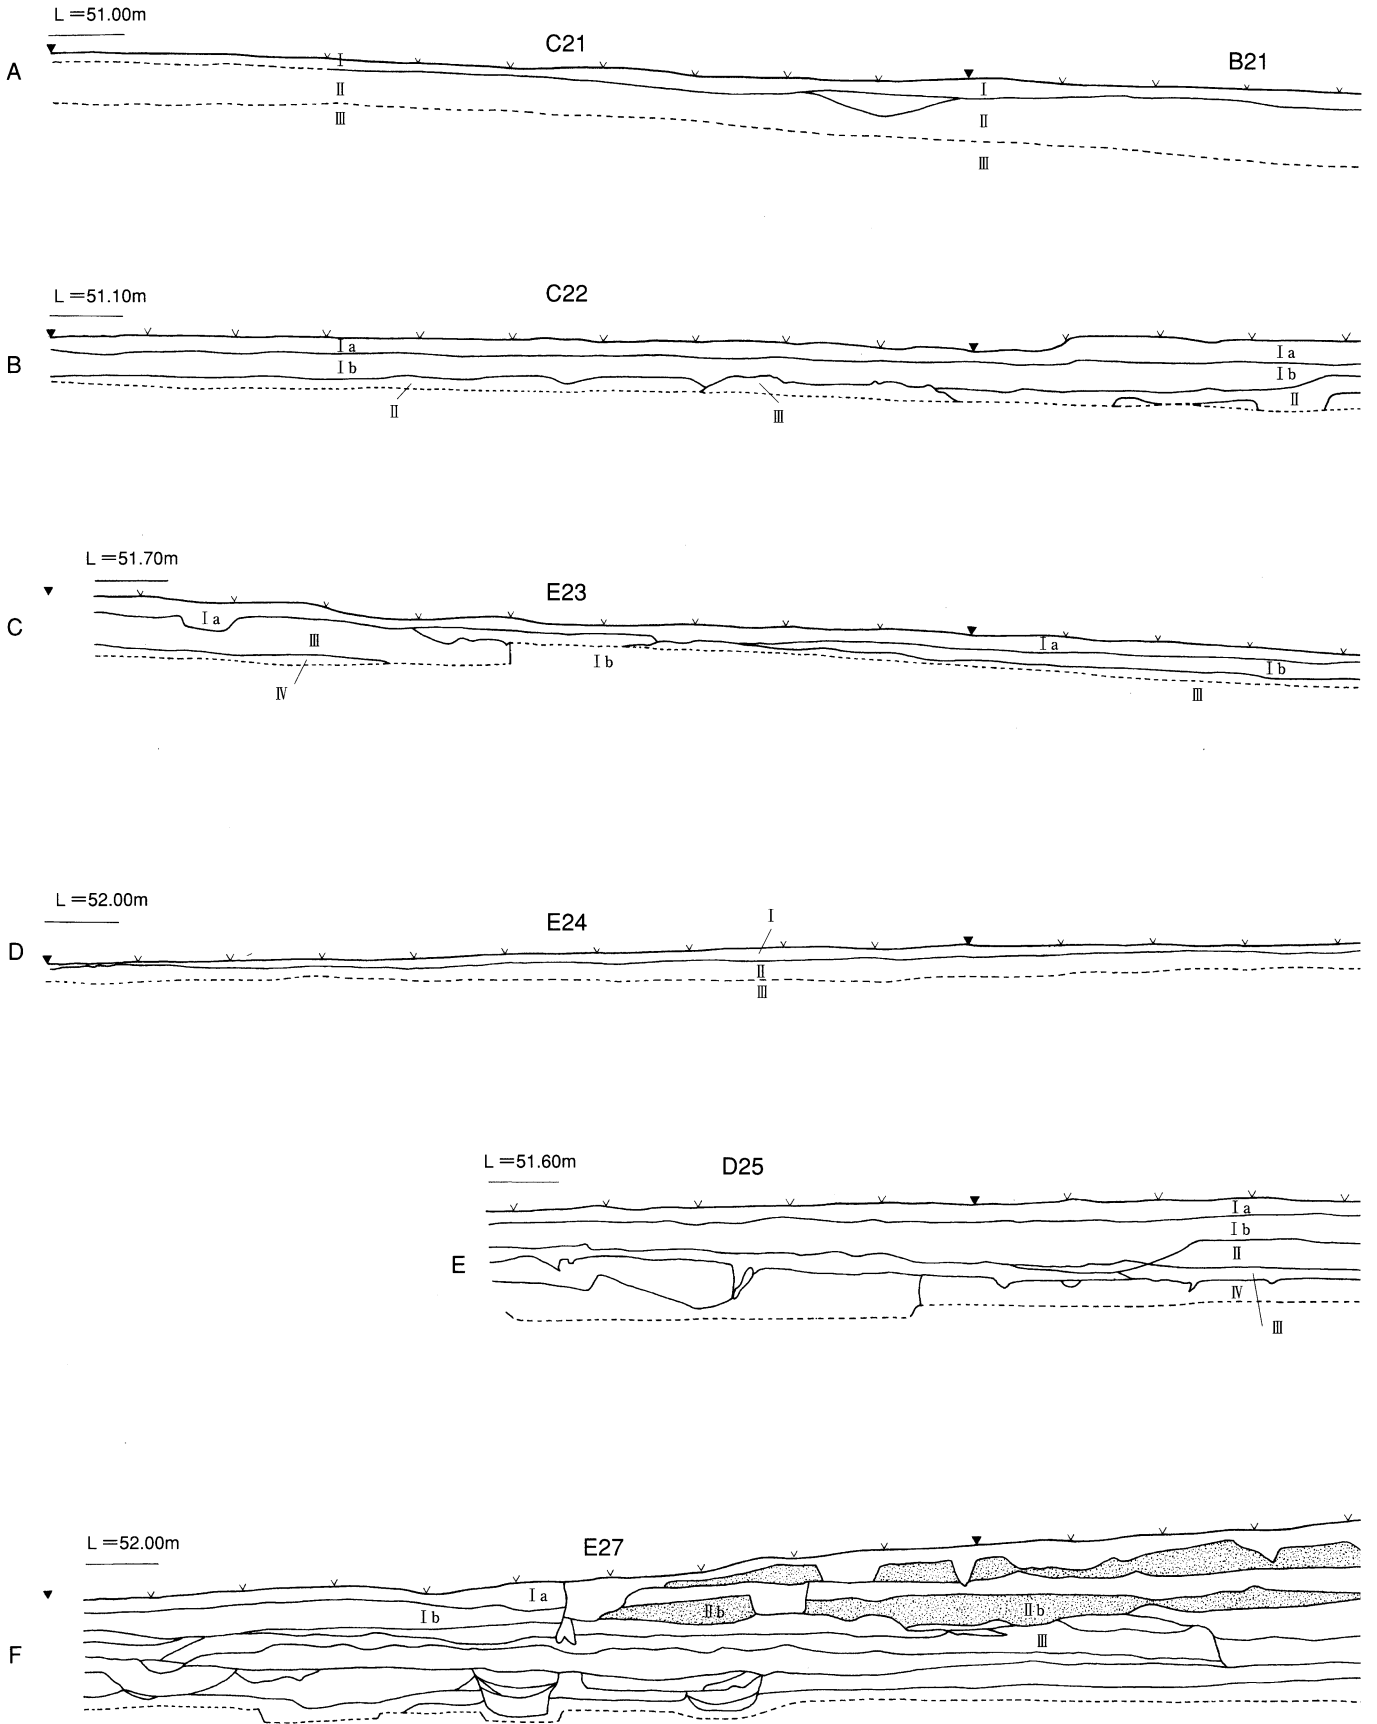 L＝51.00m
C21
B21
A
Ⅰ
Ⅱ
Ⅲ
Ⅰ
Ⅱ
Ⅲ
L＝51.10m
C22
B
Ⅰa
Ⅰb
Ⅱ
Ⅲ
Ⅰa
Ⅰb
Ⅱ
L＝51.70m
E23
C
Ⅰa
Ⅲ
Ⅳ
Ⅰb
Ⅰa
Ⅰb
Ⅲ
L＝52.00m
E24
D
Ⅰ
Ⅱ
Ⅲ
L＝51.60m
D25
E
Ⅰa
Ⅰb
Ⅱ
Ⅳ
Ⅲ
L＝52.00m
E27
F
Ⅰa
Ⅰb
Ⅱb
Ⅱb
Ⅲ